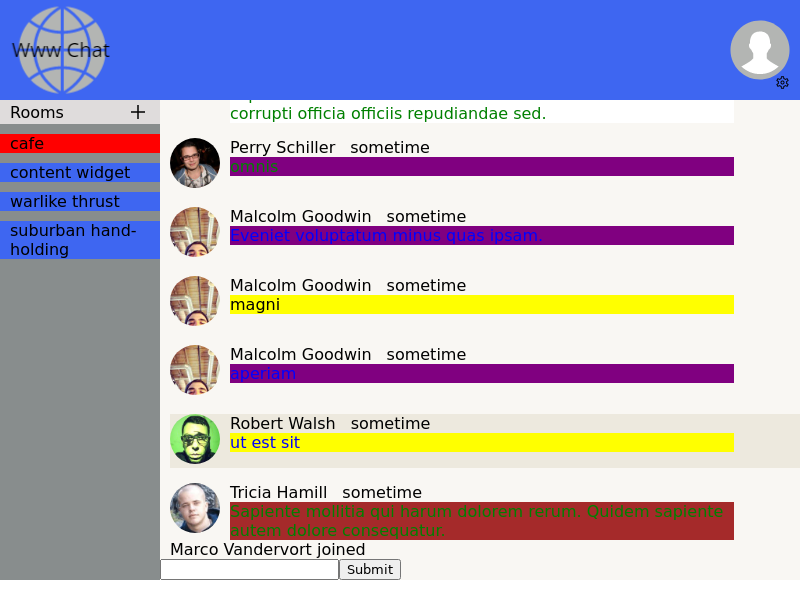 Www Chat
Rooms
cafe
content widget
warlike thrust
suburban hand-
holding
corrupti officia officiis repudiandae sed.
Perry Schiller sometime
omnis
Malcolm Goodwin sometime
Eveniet voluptatum minus quas ipsam.
Malcolm Goodwin sometime
magni
Malcolm Goodwin sometime
aperiam
Robert Walsh sometime
ut est sit
Tricia Hamill sometime
Sapiente mollitia qui harum dolorem rerum. Quidem sapiente
autem dolore consequatur.
Marco Vandervort joined
Submit